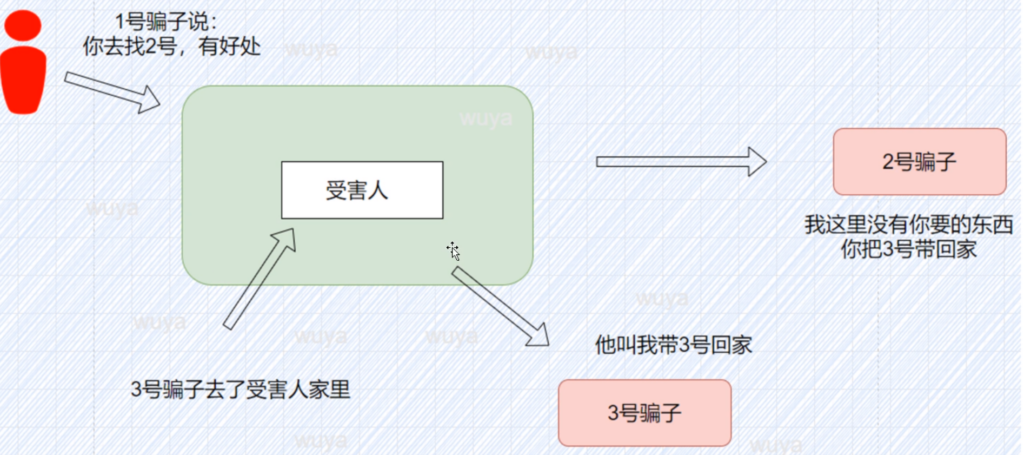 1号骗子说：
你去找2号，有好处
wuya
wuya
wuya
受害人
2号骗子
wuya
我这里没有你要的东西
你把3号带回家
wuya
wuya
wuya
wuya
他叫我带3号回家
3号骗子去了受害人家里
3号骗子
wuya
wuya